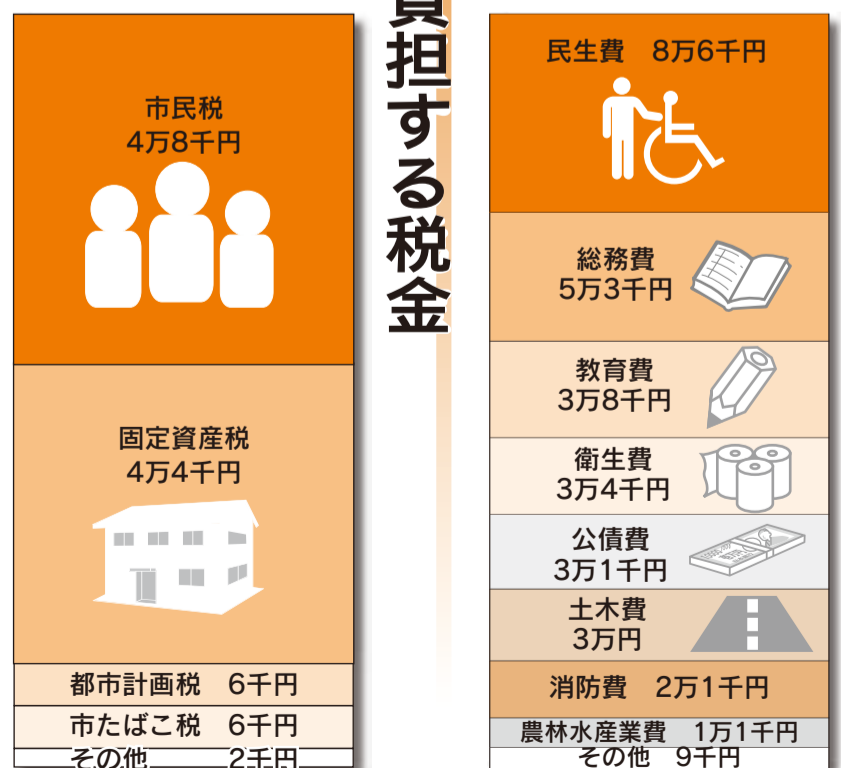 市民税
4万8千円
固定資産税
4万4千円
都市計画税 6千円
市たばこ税 6千円
その他 2千円
負担する税金
民生費 8万6千円
総務費
5万3千円
教育費
3万8千円
衛生費
3万4千円
公債費
3万1千円
土木費
3万円
消防費 2万1千円
農林水産業費 1万1千円
その他 9千円